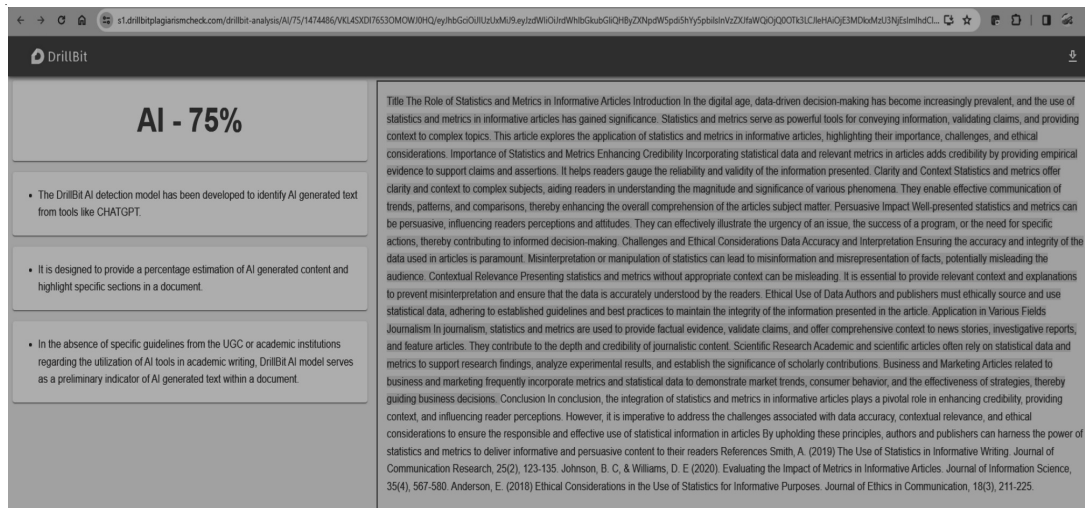 s1.drillbitplagiarismcheck.com/drillbit-analysis/AI/75/1474486/
DrillBit
AI - 75%
• The DrillBit AI detection model has been developed to identify AI generated text
from tools like CHATGPT.
• It is designed to provide a percentage estimation of AI generated content and
highlight specific sections in a document.
• In the absence of specific guidelines from the UGC or academic institutions
regarding the utilization of AI tools in academic writing, DrillBit AI model serves
as a preliminary indicator of AI generated text within a document.
Title The Role of Statistics and Metrics in Informative Articles Introduction In the digital age, data-driven decision-making has become increasingly prevalent, and the use of
statistics and metrics in informative articles has gained significance. Statistics and metrics serve as powerful tools for conveying information, validating claims, and providing
context to complex topics. This article explores the application of statistics and metrics in informative articles, highlighting their importance, challenges, and ethical
considerations. Importance of Statistics and Metrics Enhancing Credibility Incorporating statistical data and relevant metrics in articles adds credibility by providing empirical
evidence to support claims and assertions. It helps readers gauge the reliability and validity of the information presented. Clarity and Context Statistics and metrics offer
clarity and context to complex subjects, aiding readers in understanding the magnitude and significance of various phenomena. They enable effective communication of
trends, patterns, and comparisons, thereby enhancing the overall comprehension of the articles subject matter. Persuasive Impact Well-presented statistics and metrics can
be persuasive, influencing readers perceptions and attitudes. They can effectively illustrate the urgency of an issue, the success of a program, or the need for specific
actions, thereby contributing to informed decision-making. Challenges and Ethical Considerations Data Accuracy and Interpretation Ensuring the accuracy and integrity of the
data used in articles is paramount. Misinterpretation or manipulation of statistics can lead to misinformation and misrepresentation of facts, potentially misleading the
audience. Contextual Relevance Presenting statistics and metrics without appropriate context can be misleading. It is essential to provide relevant context and explanations
to prevent misinterpretation and ensure that the data is accurately understood by the readers. Ethical Use of Data Authors and publishers must ethically source and use
statistical data, adhering to established guidelines and best practices to maintain the integrity of the information presented in the article. Application in Various Fields
Journalism In journalism, statistics and metrics are used to provide factual evidence, validate claims, and offer comprehensive context to news stories, investigative reports,
and feature articles. They contribute to the depth and credibility of journalistic content. Scientific Research Academic and scientific articles often rely on statistical data and
metrics to support research findings, analyze experimental results, and establish the significance of scholarly contributions. Business and Marketing Articles related to
business and marketing frequently incorporate metrics and statistical data to demonstrate market trends, consumer behavior, and the effectiveness of strategies, thereby
guiding business decisions. Conclusion In conclusion, the integration of statistics and metrics in informative articles plays a pivotal role in enhancing credibility, providing
context, and influencing reader perceptions. However, it is imperative to address the challenges associated with data accuracy, contextual relevance, and ethical
considerations to ensure the responsible and effective use of statistical information in articles By upholding these principles, authors and publishers can harness the power of
statistics and metrics to deliver informative and persuasive content to their readers References Smith, A. (2019) The Use of Statistics in Informative Writing. Journal of
Communication Research, 25(2), 123-135. Johnson, B. C, & Williams, D. E (2020). Evaluating the Impact of Metrics in Informative Articles. Journal of Information Science,
35(4), 567-580. Anderson, E. (2018) Ethical Considerations in the Use of Statistics for Informative Purposes. Journal of Ethics in Communication, 18(3), 211-225.